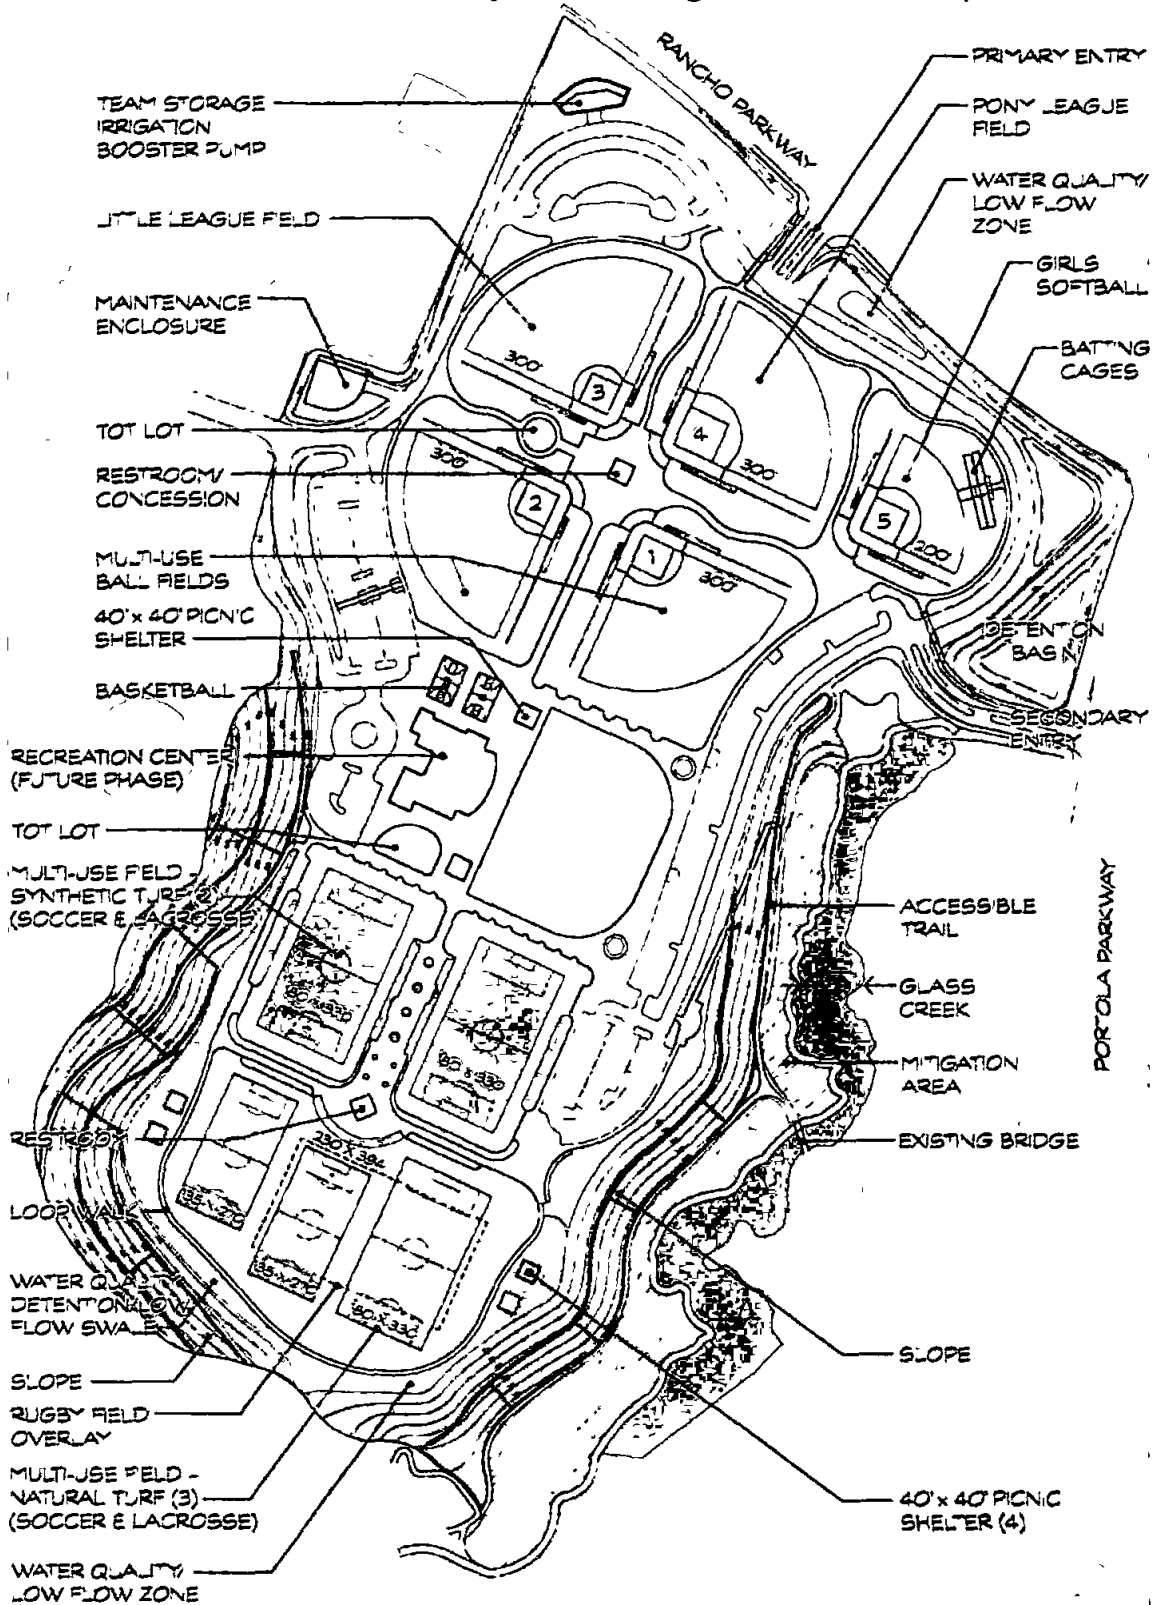 RANCHO PARKWAY
PRIMARY ENTRY
PONY LEAGUE
FIELD
WATER QUALITY/
LOW FLOW
ZONE
GIRLS
SOFTBALL
BATTING
CAGES
TEAM STORAGE
IRRIGATION
BOOSTER PUMP
LITTLE LEAGUE FIELD
MAINTENANCE
ENCLOSURE
TOT LOT
RESTROOM/
CONCESSION
MULTI-USE
BALL FIELDS
40' x 40' PICNIC
SHELTER
BASKETBALL
RECREATION CENTER
(FUTURE PHASE)
TOT LOT
MULTI-USE FIELD -
SYNTHETIC TURF (2)
(SOCCER & LACROSSE)
RESTROOM
LOOP WALK
WATER QUALITY
DETENTION/LOW
FLOW SWALE
SLOPE
RUGBY FIELD
OVERLAY
MULTI-USE FIELD -
NATURAL TURF (3)
(SOCCER & LACROSSE)
WATER QUALITY/
LOW FLOW ZONE
300'
3
4
300'
300'
2
1
300'
5
200'
DETENTION
BASIN
SECONDARY
ENTRY
PORTOLA PARKWAY
ACCESSIBLE
TRAIL
GLASS
CREEK
MITIGATION
AREA
EXISTING BRIDGE
SLOPE
40' x 40' PICNIC
SHELTER (4)
230 X 394